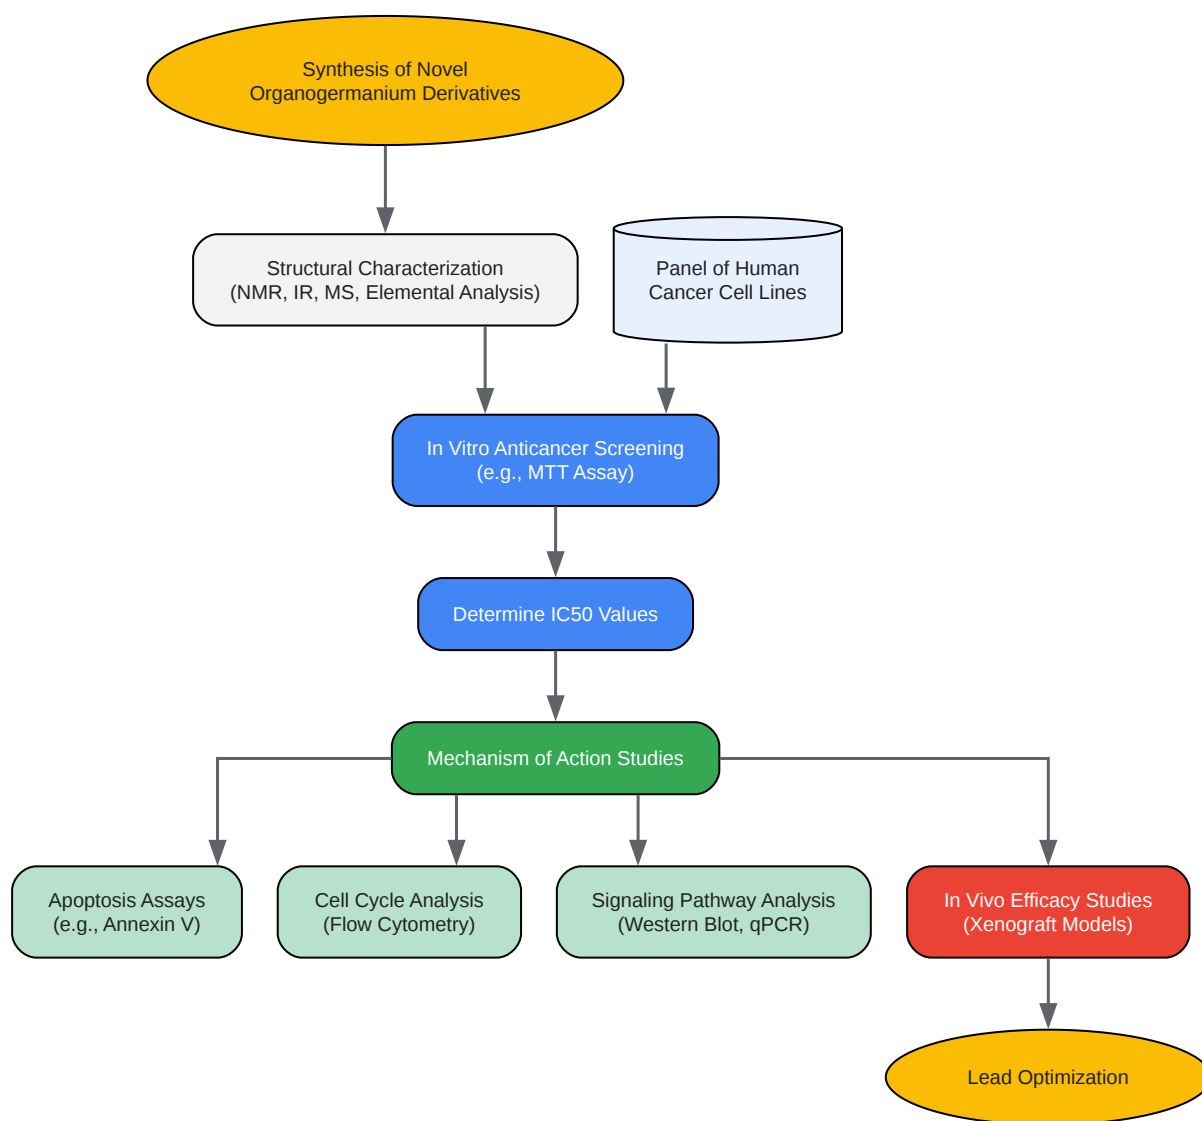 Synthesis of Novel
Organogermanium Derivatives
Structural Characterization
(NMR, IR, MS, Elemental Analysis)
Panel of Human
Cancer Cell Lines
In Vitro Anticancer Screening
(e.g., MTT Assay)
Determine IC50 Values
Mechanism of Action Studies
Apoptosis Assays
(e.g., Annexin V)
Cell Cycle Analysis
(Flow Cytometry)
Signaling Pathway Analysis
(Western Blot, qPCR)
In Vivo Efficacy Studies
(Xenograft Models)
Lead Optimization